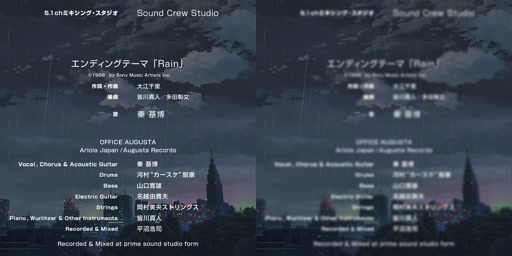 5.1chミキシング・スタジオ Sound Crew Studio
エンディングテーマ「Rain」
©1988 by Sony Music Artists Inc.
作詞・作曲 大江千里
編曲 皆川真人／多田彰文
歌 秦 基博
OFFICE AUGUSTA
Ariola Japan /Augusta Records
Vocal, Chorus & Acoustic Guitar 秦 基博
Drums 河村"カースケ"智康
Bass 山口寛雄
Electric Guitar 名越由貴夫
Strings 岡村美央ストリングス
Piano, Wurlitzer & Other Instruments 皆川真人
Recorded & Mixed 平沼浩司
Recorded & Mixed at prime sound studio form